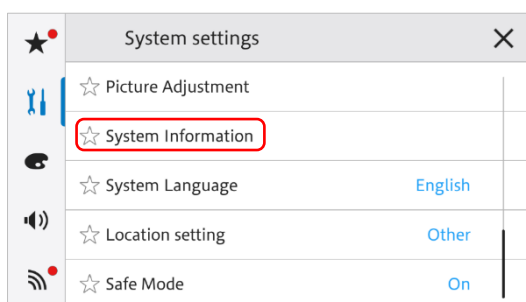 System settings
Picture Adjustment
System Information
System Language English
Location setting Other
Safe Mode On